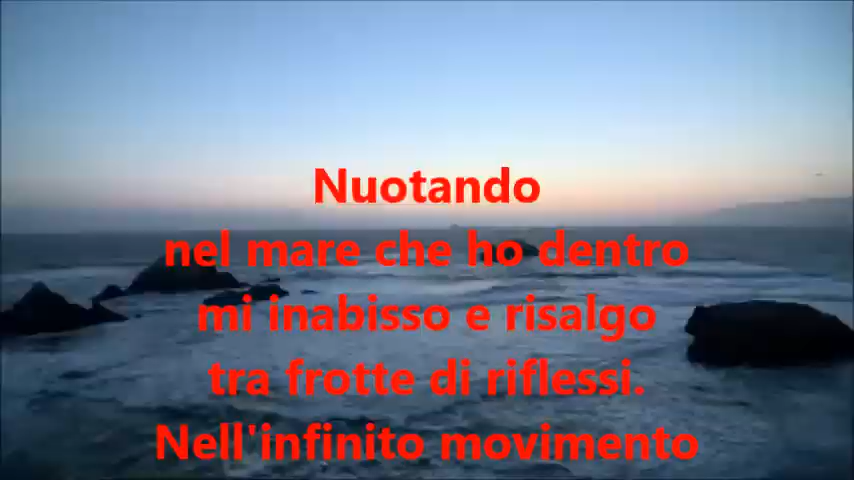 Nuotando
nel mare che ho dentro
mi inabisso e risalgo
tra frotte di riflessi.
Nell'infinito movimento